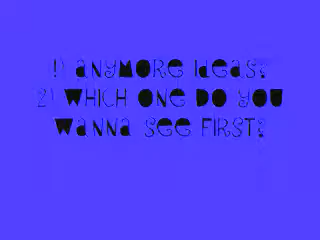 1) ANYMORE IDEAS?
2) WHICH ONE DO YOU
WANNA SEE FIRST?